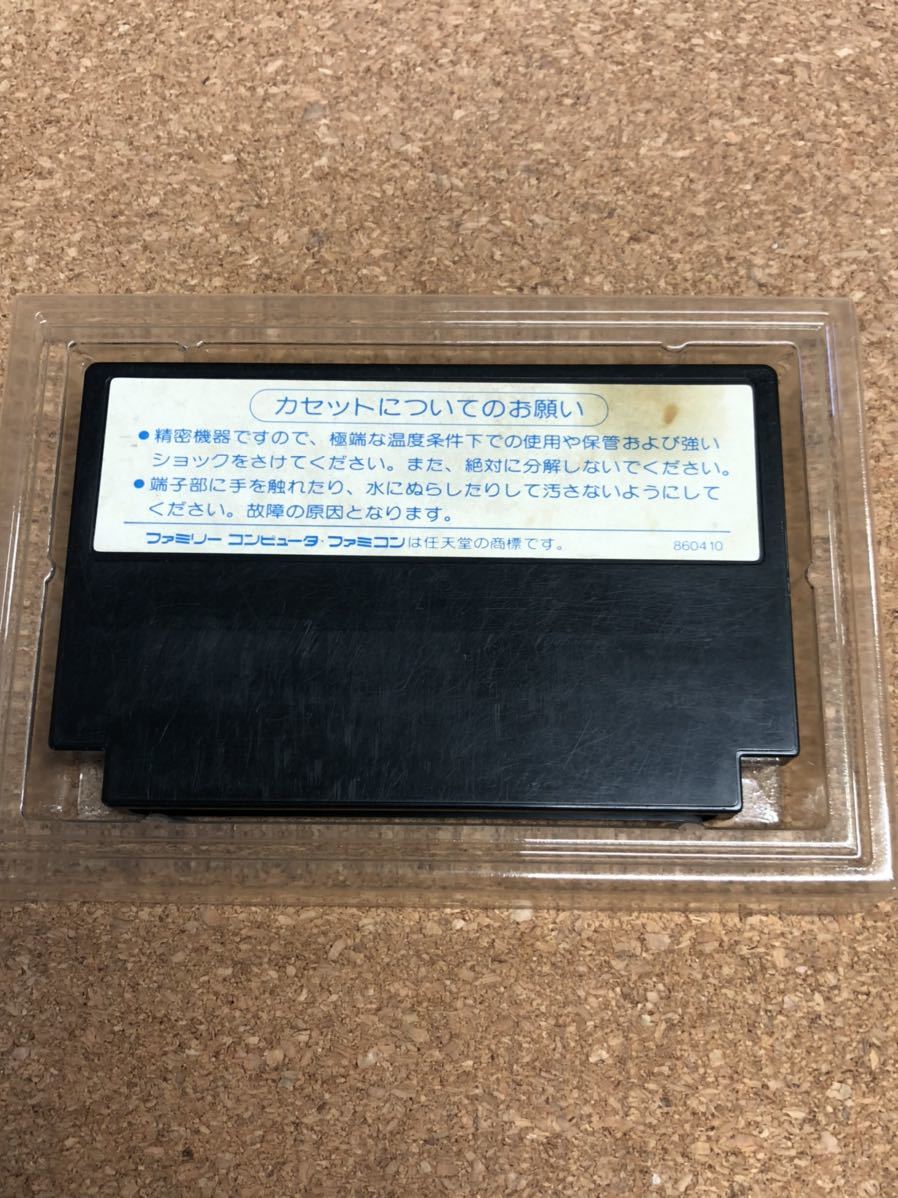 カセットについてのお願い
●精密機器ですので、極端な温度条件下での使用や保管および強い
ショックをさけてください。また、絶対に分解しないでください。
●端子部に手を触れたり、水にぬらしたりして汚さないようにして
ください。故障の原因となります。
ファミリー コンピュータ・ファミコンは任天堂の商標です。 860410